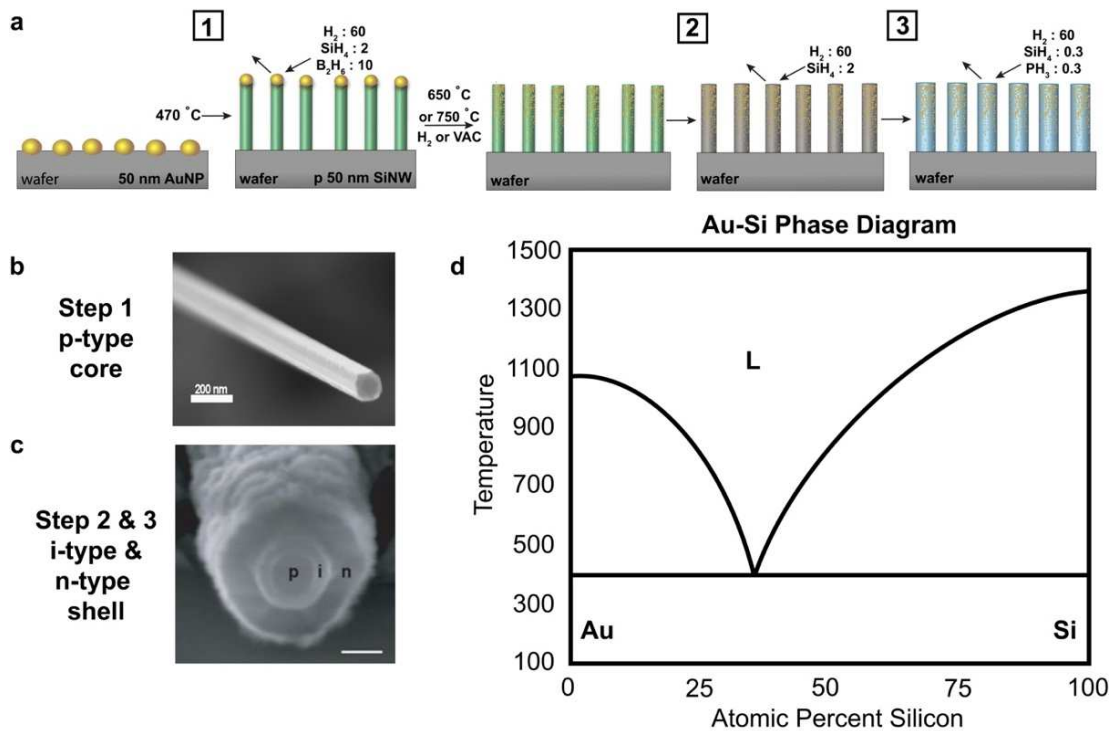 a
1
H₂ : 60
SiH₄ : 2
B₂H₆ : 10
470 ˚C
wafer
50 nm AuNP
wafer
p 50 nm SiNW
650 ˚C
or 750 ˚C
H₂ or VAC
wafer
2
H₂ : 60
SiH₄ : 2
wafer
3
H₂ : 60
SiH₄ : 0.3
PH₃ : 0.3
wafer
b
Step 1
p-type
core
200 nm
c
Step 2 & 3
i-type &
n-type
shell
p i n
d
Au-Si Phase Diagram
Temperature
1500
1300
1100
900
700
500
300
100
L
Au
Si
0
25
50
75
100
Atomic Percent Silicon